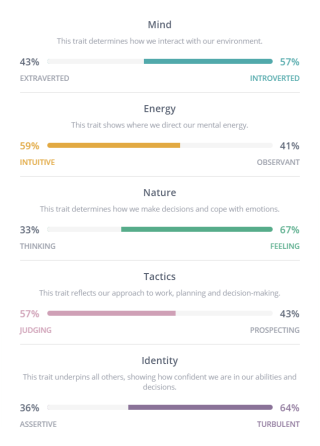 Mind
This trait determines how we interact with our environment.
43% 57%
EXTRAVERTED INTROVERTED
Energy
This trait shows where we direct our mental energy.
59% 41%
INTUITIVE OBSERVANT
Nature
This trait determines how we make decisions and cope with emotions.
33% 67%
THINKING FEELING
Tactics
This trait reflects our approach to work, planning and decision-making.
57% 43%
JUDGING PROSPECTING
Identity
This trait underpins all others, showing how confident we are in our abilities and
decisions.
36% 64%
ASSERTIVE TURBULENT